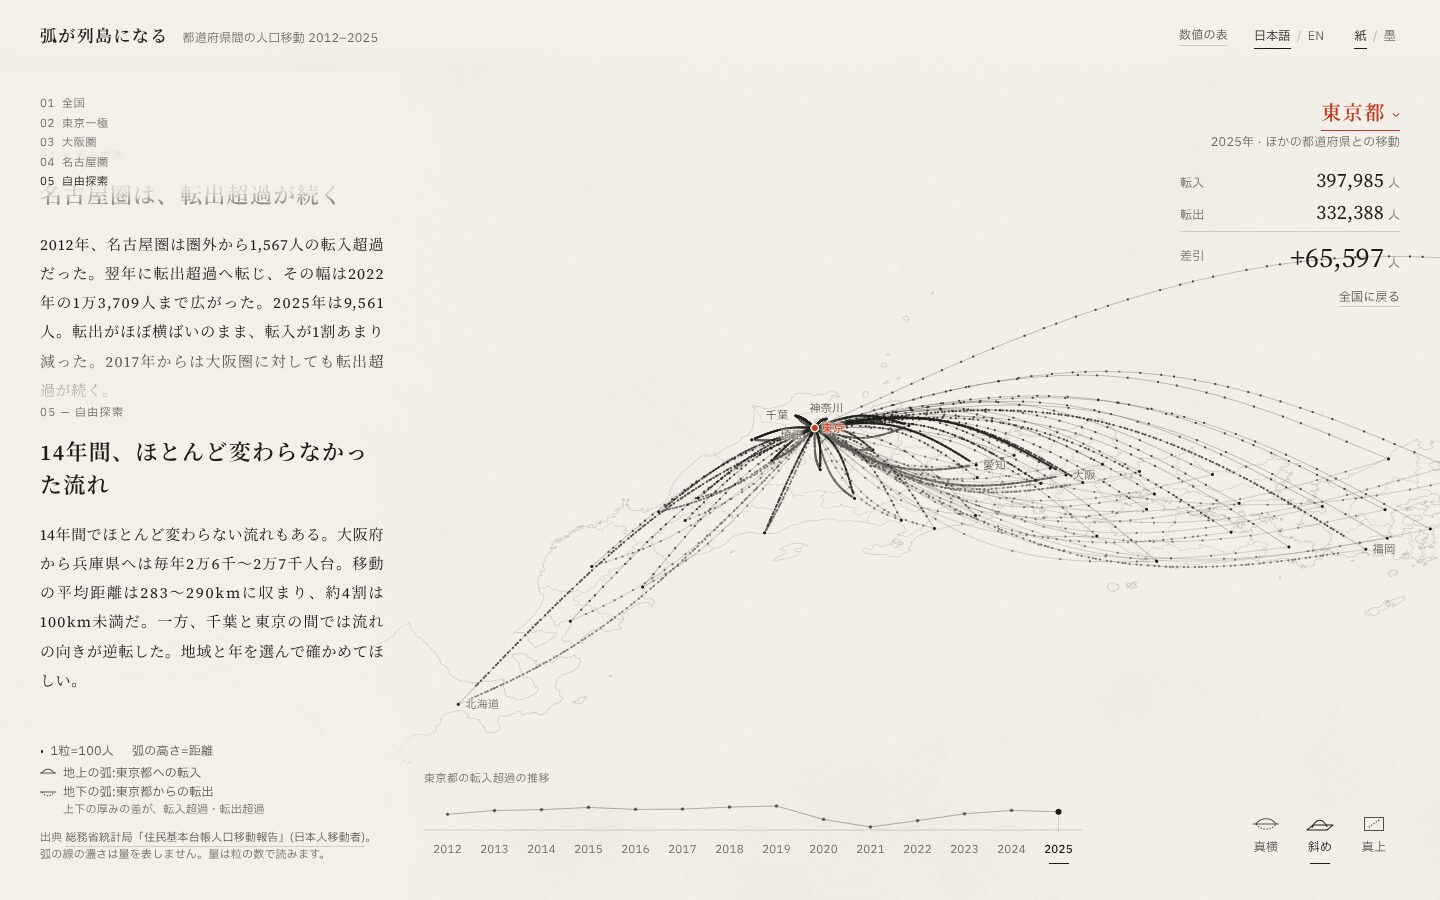 弧が列島になる
都道府県間の人口移動 2012–2025
数値の表
日本語 / EN
紙 / 墨
01 全国
02 東京一極
03 大阪圏
04 名古屋圏
05 自由探索
名古屋圏は、転出超過が続く
2012年、名古屋圏は圏外から1,567人の転入超過
だった。翌年に転出超過へ転じ、その幅は2022
年の1万3,709人まで広がった。2025年は9,561
人。転出がほぼ横ばいのまま、転入が1割あまり
減った。2017年からは大阪圏に対しても転出超
過が続く。
05 — 自由探索
14年間、ほとんど変わらなかっ
た流れ
14年間でほとんど変わらない流れもある。大阪府
から兵庫県へは毎年2万6千〜2万7千人台。移動
の平均距離は283〜290kmに収まり、約4割は
100km未満だ。一方、千葉と東京の間では流れ
の向きが逆転した。地域と年を選んで確かめてほ
しい。
1粒=100人 弧の高さ=距離
地上の弧:東京都への転入
地下の弧:東京都からの転出
上下の厚みの差が、転入超過・転出超過
出典 総務省統計局「住民基本台帳人口移動報告」(日本人移動者)。
弧の線の濃さは量を表しません。量は粒の数で読みます。
東京都
2025年 · ほかの都道府県との移動
転入 397,985 人
転出 332,388 人
差引 +65,597 人
全国に戻る
千葉
神奈川
東京
愛知
大阪
福岡
北海道
東京都の転入超過の推移
2012 2013 2014 2015 2016 2017 2018 2019 2020 2021 2022 2023 2024 2025
真横
斜め
真上